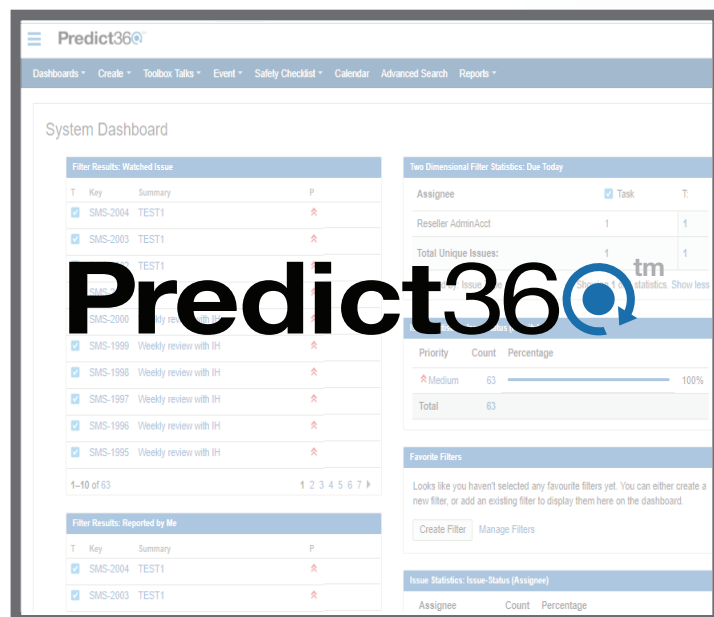 Predict360
Dashboards Create Toolbox Talks Event Safety Checklist Calendar Advanced Search Reports
System Dashboard
Filter Results: Watched Issue
T Key Summary P
SMS-2004 TEST1
SMS-2003 TEST1
TEST1
SMS-2000 Weekly review with IH
SMS-1999 Weekly review with IH
SMS-1998 Weekly review with IH
SMS-1997 Weekly review with IH
SMS-1996 Weekly review with IH
SMS-1995 Weekly review with IH
1–10 of 63 1 2 3 4 5 6 7
Filter Results: Reported by Me
T Key Summary P
SMS-2004 TEST1
SMS-2003 TEST1
Two Dimensional Filter Statistics: Due Today
Assignee Task T:
Reseller AdminAcct 1 1
Total Unique Issues: 1 1
statistics. Show less
Predict360 tm
Priority Count Percentage
Medium 63 100%
Total 63
Favorite Filters
Looks like you haven't selected any favourite filters yet. You can either create a
new filter, or add an existing filter to display them here on the dashboard.
Create Filter Manage Filters
Issue Statistics: Issue-Status (Assignee)
Assignee Count Percentage